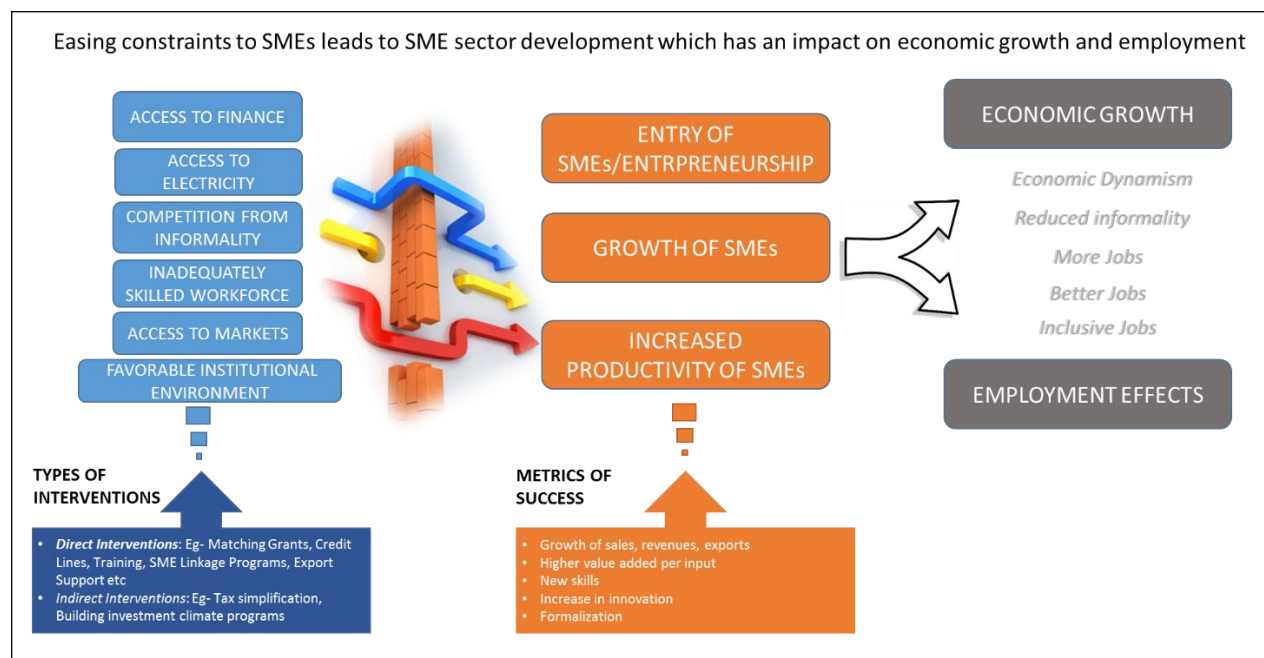 Easing constraints to SMEs leads to SME sector development which has an impact on economic growth and employment
ACCESS TO FINANCE
ACCESS TO
ELECTRICITY
COMPETITION FROM
INFORMALITY
INADEQUATELY
SKILLED WORKFORCE
ACCESS TO MARKETS
FAVORABLE INSTITUTIONAL
ENVIRONMENT
TYPES OF
INTERVENTIONS
• Direct Interventions: Eg- Matching Grants, Credit
Lines, Training, SME Linkage Programs, Export
Support etc
• Indirect Interventions: Eg- Tax simplification,
Building investment climate programs
ENTRY OF
SMEs/ENTRPRENEURSHIP
GROWTH OF SMEs
INCREASED
PRODUCTIVITY OF SMEs
METRICS OF
SUCCESS
• Growth of sales, revenues, exports
• Higher value added per input
• New skills
• Increase in innovation
• Formalization
ECONOMIC GROWTH
Economic Dynamism
Reduced informality
More Jobs
Better Jobs
Inclusive Jobs
EMPLOYMENT EFFECTS